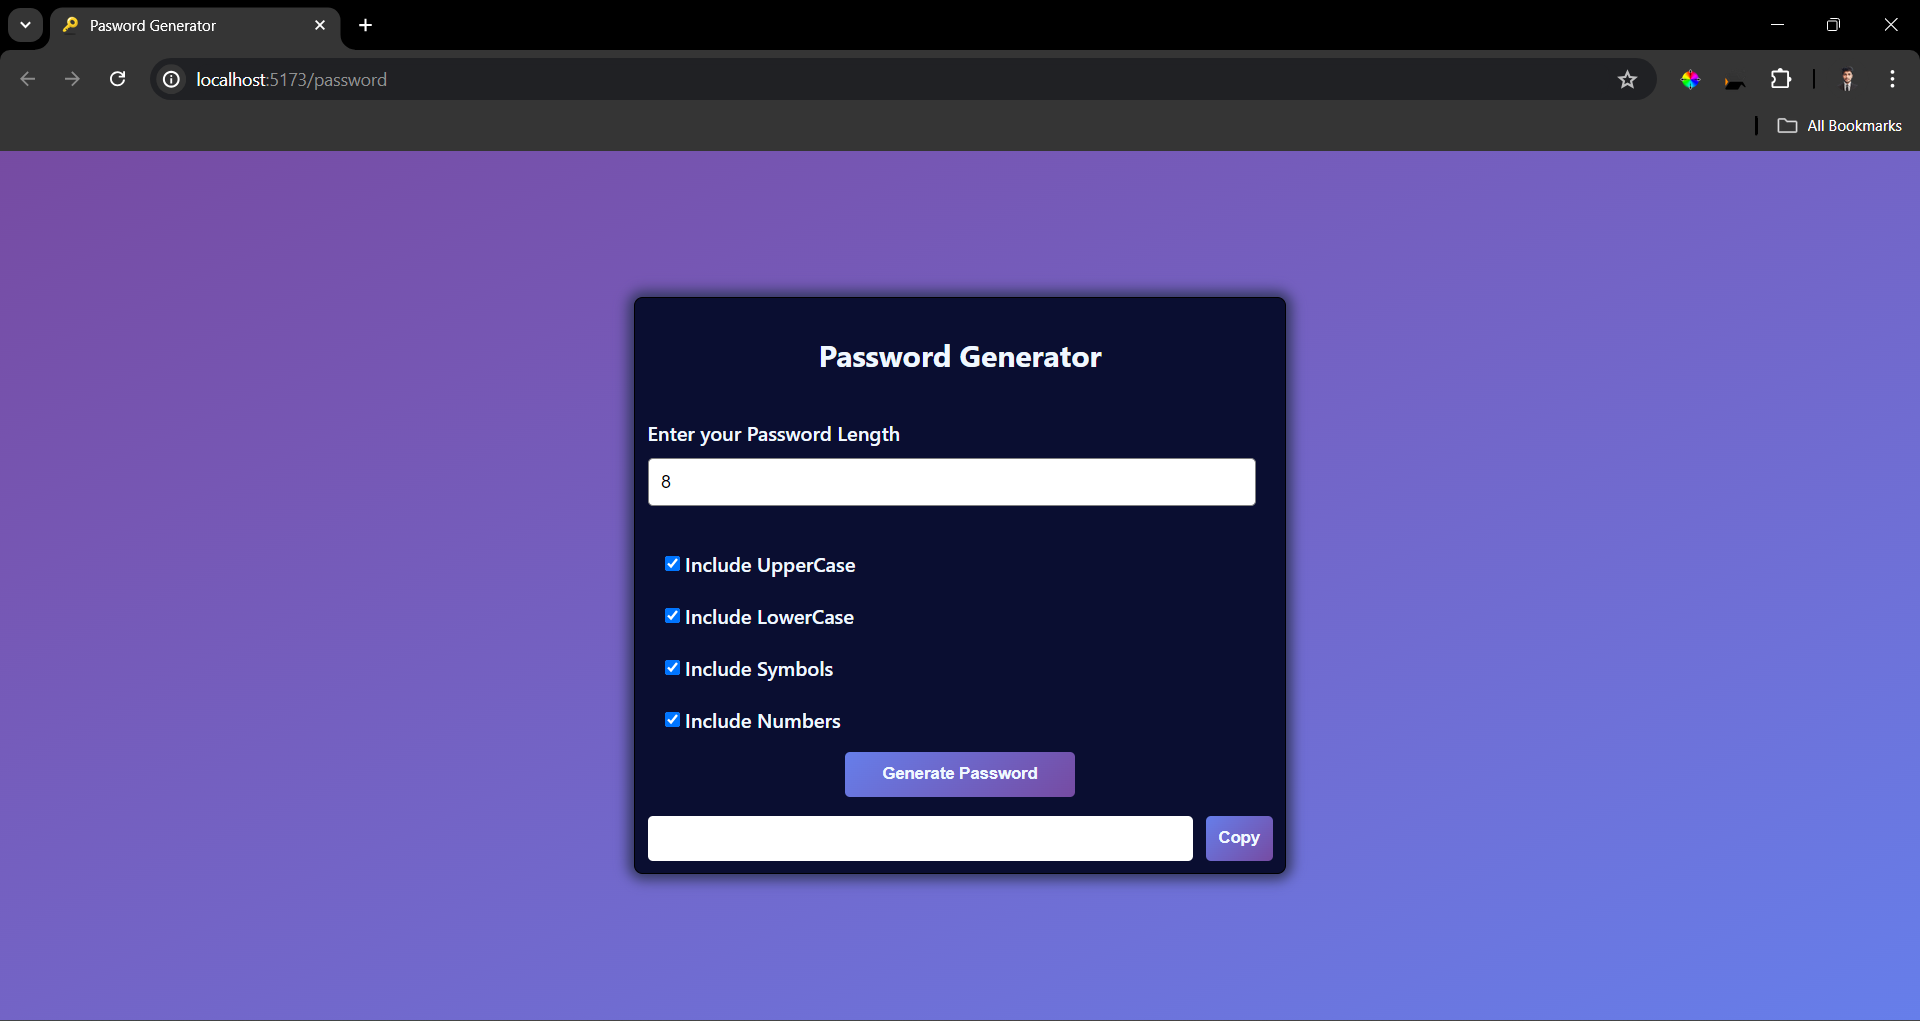 Pasword Generator
localhost:5173/password
All Bookmarks
Password Generator
Enter your Password Length
8
Include UpperCase
Include LowerCase
Include Symbols
Include Numbers
Generate Password
Copy